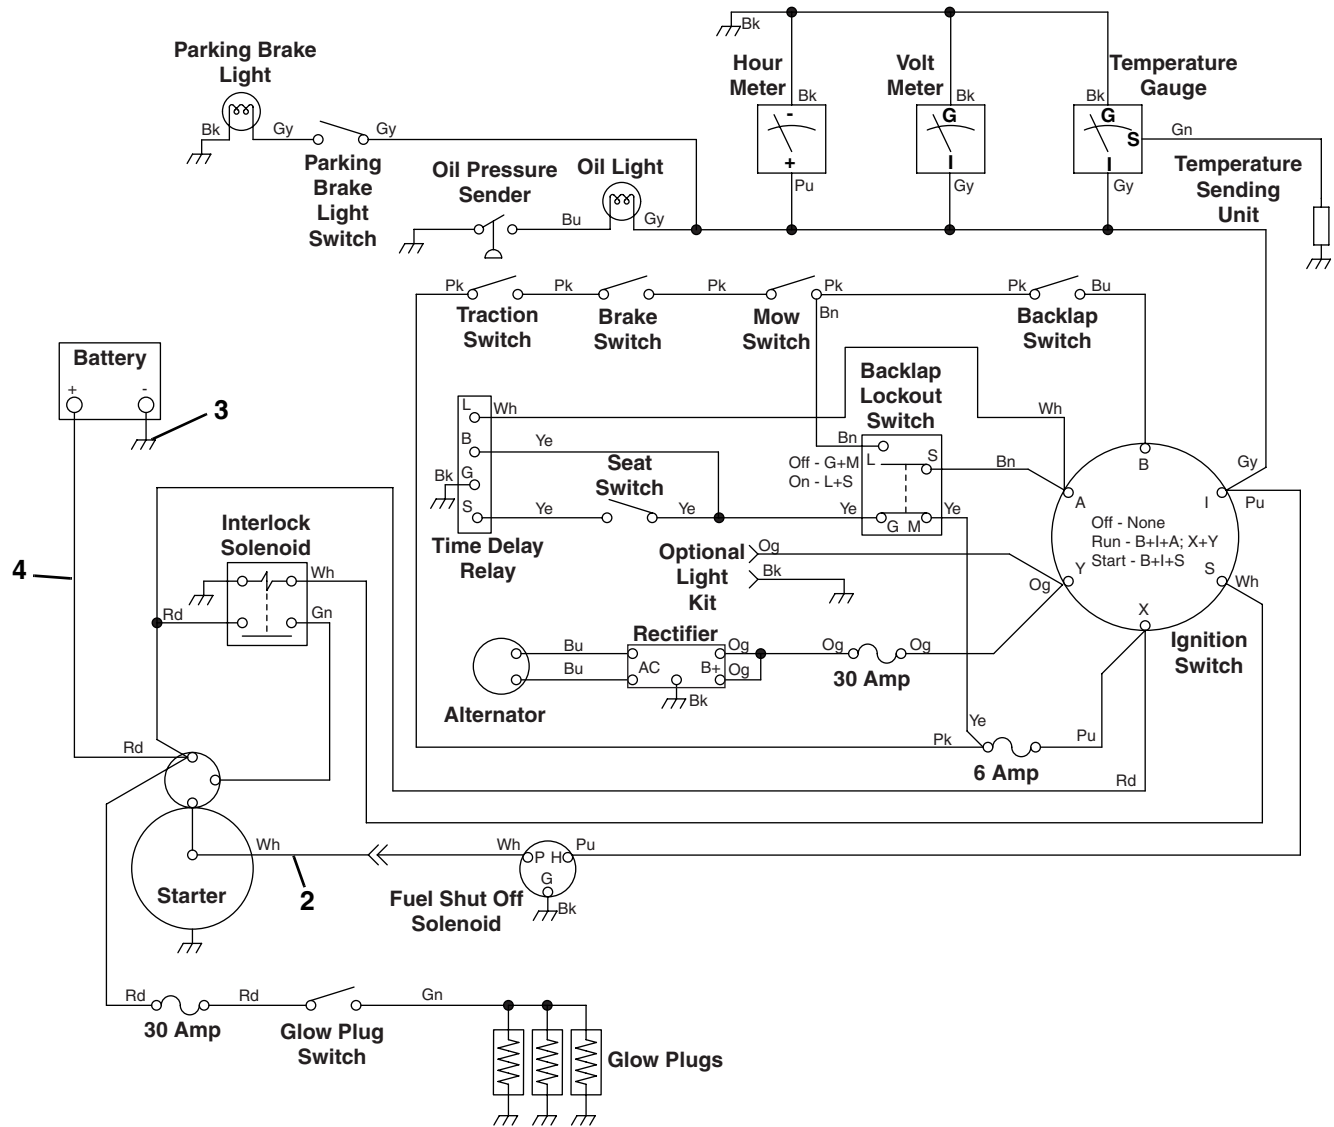 Bk
Parking Brake
Light
Hour
Meter
Volt
Meter
Temperature
Gauge
Bk
Bk
Bk
-
G
G
S
Gn
+
I
I
Bk
Gy
Gy
Parking
Brake
Light
Switch
Oil Pressure
Sender
Oil Light
Pu
Gy
Gy
Temperature
Sending
Unit
Bu
Gy
Pk
Pk
Pk
Pk
Pk
Bu
Traction
Switch
Brake
Switch
Mow
Switch
Bn
Backlap
Switch
Battery
+
-
3
Backlap
Lockout
Switch
L
Wh
Wh
B
Ye
Bn
Off - G+M
On - L+S
L
S
Bn
B
Gy
Bk
G
Seat
Switch
S
Ye
Ye
Ye
G
M
Ye
A
I
Pu
Off - None
Run - B+I+A; X+Y
Start - B+I+S
Time Delay
Relay
Interlock
Solenoid
Optional
Light
Kit
Og
Bk
Og
Y
S
Wh
4
Wh
Rd
Gn
X
Ignition
Switch
Rectifier
Bu
Bu
AC
B+
Og
Og
Og
Og
30 Amp
Bk
Alternator
Ye
Rd
Pk
Pu
6 Amp
Rd
Wh
2
Wh
P
H
G
Pu
Bk
Starter
Fuel Shut Off
Solenoid
Rd
Rd
Gn
30 Amp
Glow Plug
Switch
Glow Plugs